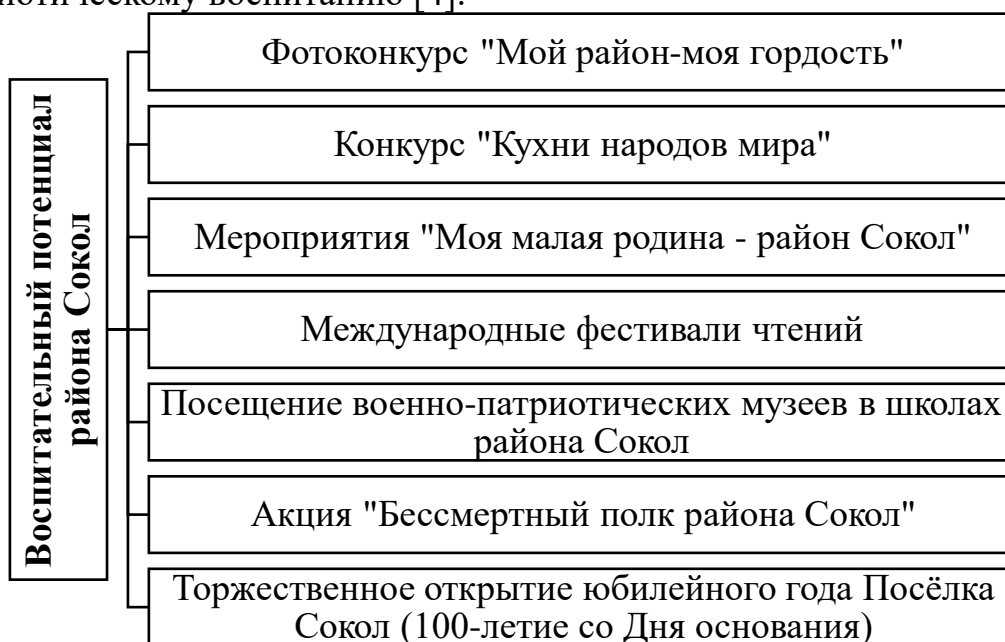 воспитанию [4].
Фотоконкурс "Мой район-моя гордость"
Конкурс "Кухни народов мира"
Мероприятия "Моя малая родина - район Сокол"
Международные фестивали чтений
Посещение военно-патриотических музеев в школах
района Сокол
Акция "Бессмертный полк района Сокол"
Торжественное открытие юбилейного года Посёлка
Сокол (100-летие со Дня основания)
Воспитательный потенциал
района Сокол